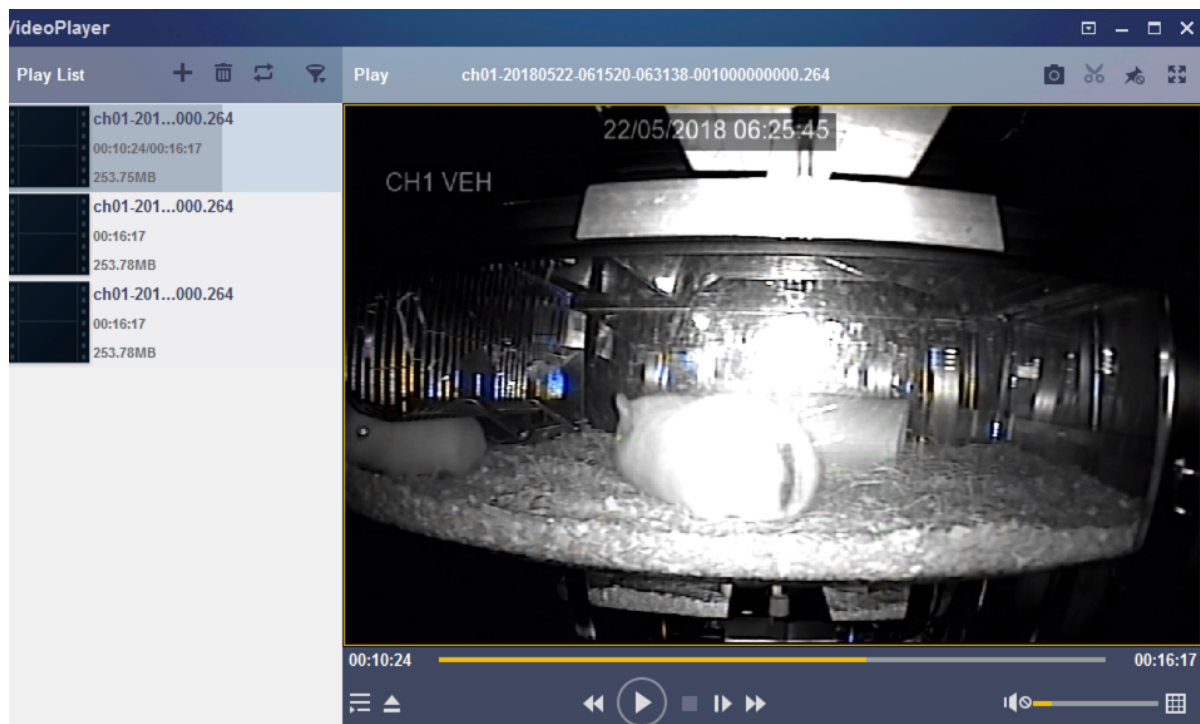 VideoPlayer
Play List
Play
ch01-20180522-061520-063138-001000000000.264
ch01-201...000.264
00:10:24/00:16:17
253.75MB
ch01-201...000.264
00:16:17
253.78MB
ch01-201...000.264
00:16:17
253.78MB
22/05/2018 06:25:45
CH1 VEH
00:10:24
00:16:17